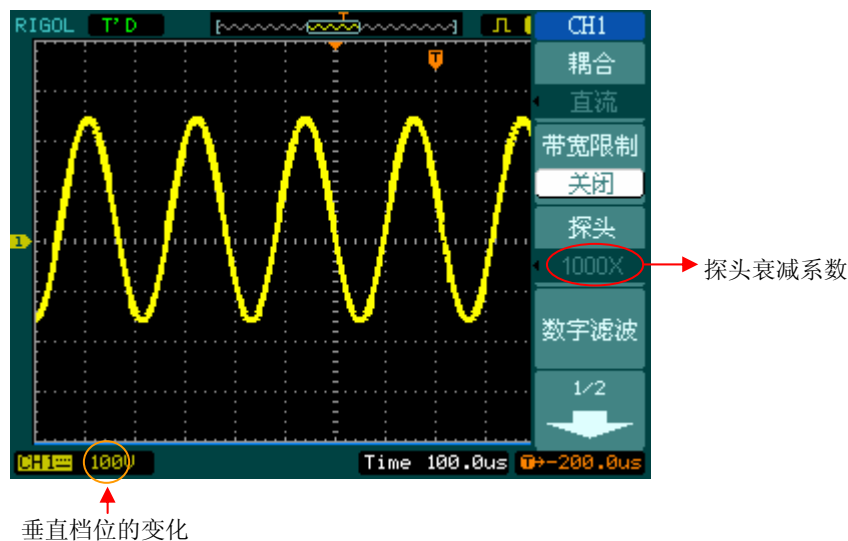 RIGOL T'D T CH1
耦合
T
直流
带宽限制
关闭
探头
1
1000X
探头衰减系数
数字滤波
1/2
CH1 100V Time 100.0us T→-200.0us
垂直档位的变化